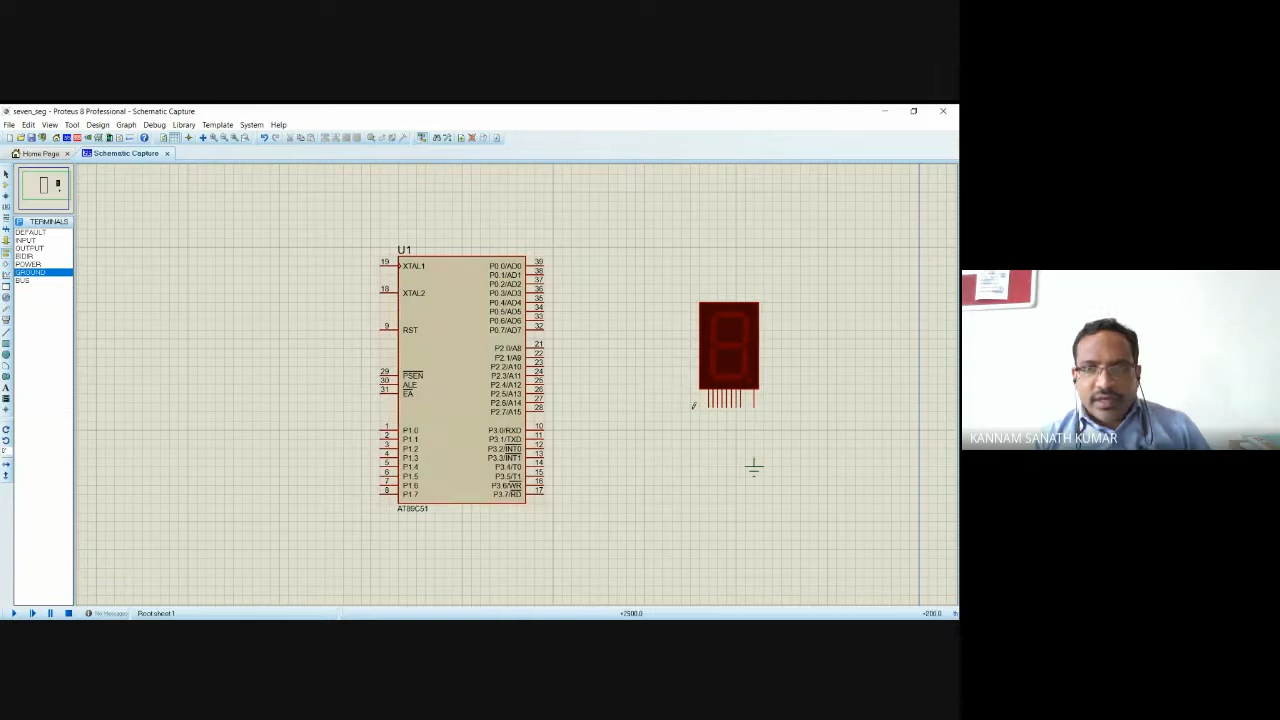 seven_seg - Proteus 8 Professional - Schematic Capture
File Edit View Tool Design Graph Debug Library Template System Help
Home Page
Schematic Capture
TERMINALS
DEFAULT
INPUT
OUTPUT
BIDIR
POWER
GROUND
BUS
U1
19 XTAL1
18 XTAL2
9 RST
29 PSEN
30 ALE
31 EA
1 P1.0
2 P1.1
3 P1.2
4 P1.3
5 P1.4
6 P1.5
7 P1.6
8 P1.7
P0.0/AD0 39
P0.1/AD1 38
P0.2/AD2 37
P0.3/AD3 36
P0.4/AD4 35
P0.5/AD5 34
P0.6/AD6 33
P0.7/AD7 32
P2.0/A8 21
P2.1/A9 22
P2.2/A10 23
P2.3/A11 24
P2.4/A12 25
P2.5/A13 26
P2.6/A14 27
P2.7/A15 28
P3.0/RXD 10
P3.1/TXD 11
P3.2/INT0 12
P3.3/INT1 13
P3.4/T0 14
P3.5/T1 15
P3.6/WR 16
P3.7/RD 17
AT89C51
KANNAM SANATH KUMAR
No Messages
Root sheet 1
+2500.0
+200.0
th